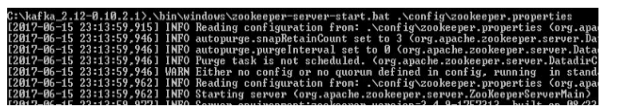 C:\kafka_2.12-0.10.2.1>.\bin\windows\zookeeper-server-start.bat .\config\zookeeper.properties
[2017-06-15 23:13:59,915] INFO Reading configuration from: .\config\zookeeper.properties (org.apac
[2017-06-15 23:13:59,946] INFO autopurge.snapRetainCount set to 3 (org.apache.zookeeper.server.Dat
[2017-06-15 23:13:59,946] INFO autopurge.purgeInterval set to 0 (org.apache.zookeeper.server.Data
[2017-06-15 23:13:59,946] INFO Purge task is not scheduled. (org.apache.zookeeper.server.DatadirC
[2017-06-15 23:13:59,946] WARN Either no config or no quorum defined in config, running in stand
[2017-06-15 23:13:59,962] INFO Reading configuration from: .\config\zookeeper.properties (org.apa
[2017-06-15 23:13:59,962] INFO Starting server (org.apache.zookeeper.server.ZooKeeperServerMain)